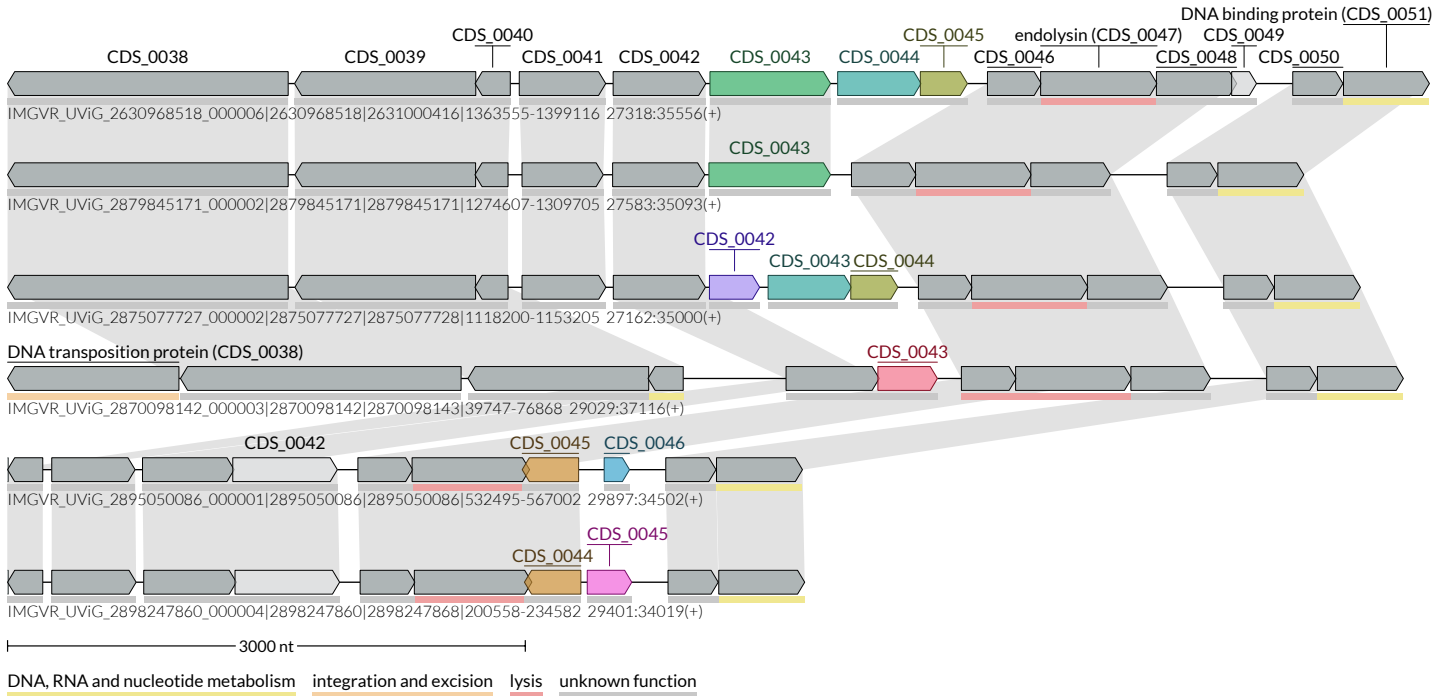 DNA binding protein (CDS_0051)
CDS_0040 CDS_0045 endolysin (CDS_0047) CDS_0049
CDS_0038 CDS_0039 CDS_0041 CDS_0042 CDS_0043 CDS_0044 CDS_0046 CDS_0048 CDS_0050
IMGVR_UViG_2630968518_000006|2630968518|2631000416|1363555-1399116 27318:35556(+)
CDS_0043
IMGVR_UViG_2879845171_000002|2879845171|2879845171|1274607-1309705 27583:35093(+)
CDS_0042
CDS_0043 CDS_0044
IMGVR_UViG_2875077727_000002|2875077727|2875077728|1118200-1153205 27162:35000(+)
DNA transposition protein (CDS_0038) CDS_0043
IMGVR_UViG_2870098142_000003|2870098142|2870098143|39747-76868 29029:37116(+)
CDS_0042 CDS_0045 CDS_0046
IMGVR_UViG_2895050086_000001|2895050086|2895050086|532495-567002 29897:34502(+)
CDS_0045
CDS_0044
IMGVR_UViG_2898247860_000004|2898247860|2898247868|200558-234582 29401:34019(+)
3000 nt
DNA, RNA and nucleotide metabolism integration and excision lysis unknown function